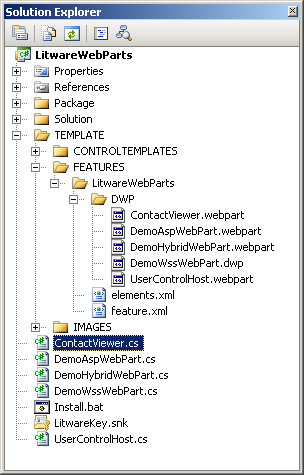 Solution Explorer
LitwareWebParts
Properties
References
Package
Solution
TEMPLATE
CONTROLTEMPLATES
FEATURES
LitwareWebParts
DWP
ContactViewer.webpart
DemoAspWebPart.webpart
DemoHybridWebPart.webpart
DemoWssWebPart.dwp
UserControlHost.webpart
elements.xml
feature.xml
IMAGES
ContactViewer.cs
DemoAspWebPart.cs
DemoHybridWebPart.cs
DemoWssWebPart.cs
Install.bat
LitwareKey.snk
UserControlHost.cs